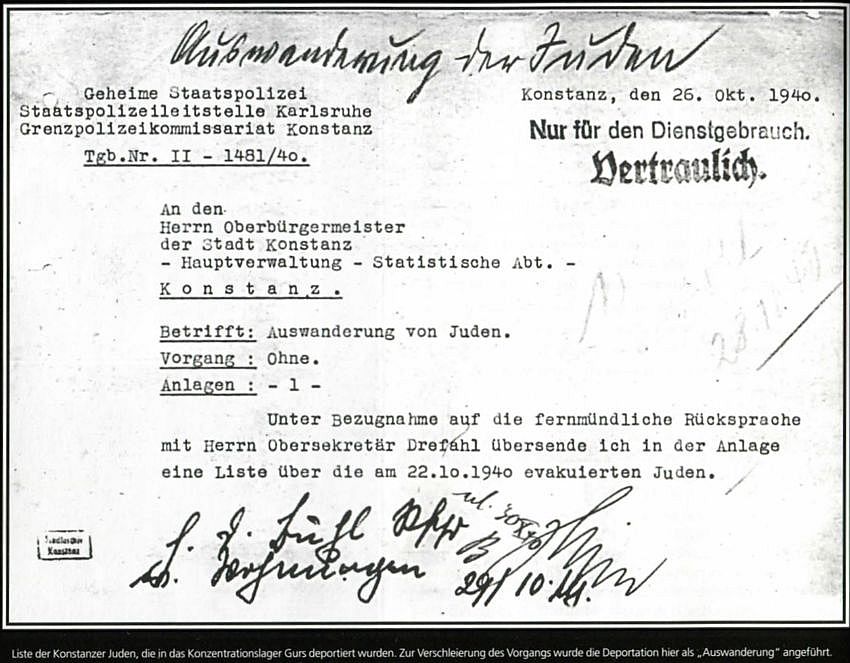 Auswanderung der Juden
Geheime Staatspolizei
Staatspolizeileitstelle Karlsruhe
Grenzpolizeikommissariat Konstanz
Tgb.Nr. II - 1481/4o.
Konstanz, den 26. Okt. 194o.
Nur für den Dienstgebrauch.
Vertraulich.
An den
Herrn Oberbürgermeister
der Stadt Konstanz
- Hauptverwaltung - Statistische Abt. -
K o n s t a n z .
Betrifft: Auswanderung von Juden.
Vorgang : Ohne.
Anlagen : - 1 -
Unter Bezugnahme auf die fernmündliche Rücksprache
mit Herrn Obersekretär Drefahl übersende ich in der Anlage
eine Liste über die am 22.1o.194o evakuierten Juden.
Wohnungen
29/10.
Konstanz
Liste der Konstanzer Juden, die in das Konzentrationslager Gurs deportiert wurden. Zur Verschleierung des Vorgangs wurde die Deportation hier als „Auswanderung“ angeführt.